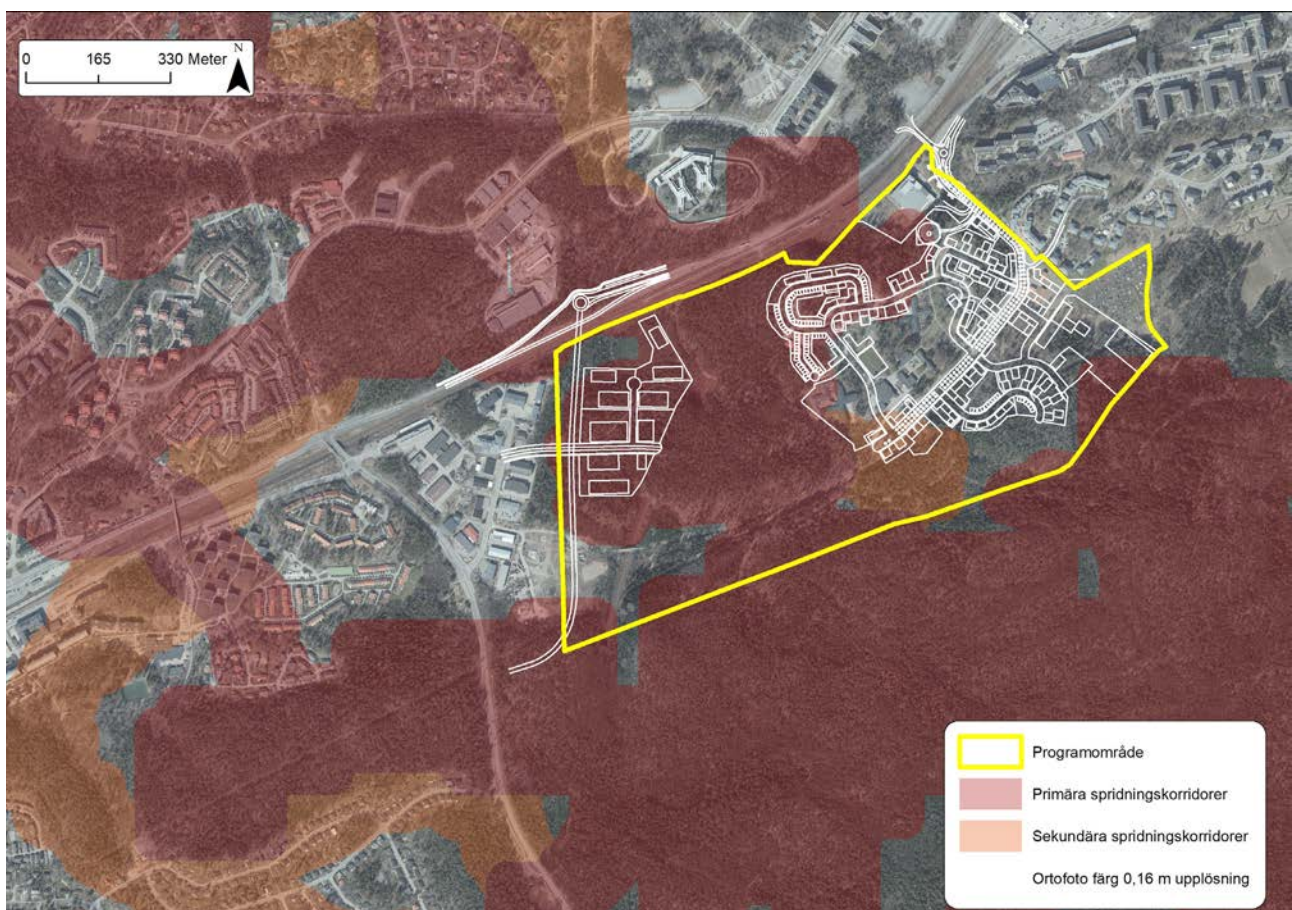 0 165 330 Meter N
Programområde
Primära spridningskorridorer
Sekundära spridningskorridorer
Ortofoto färg 0,16 m upplösning